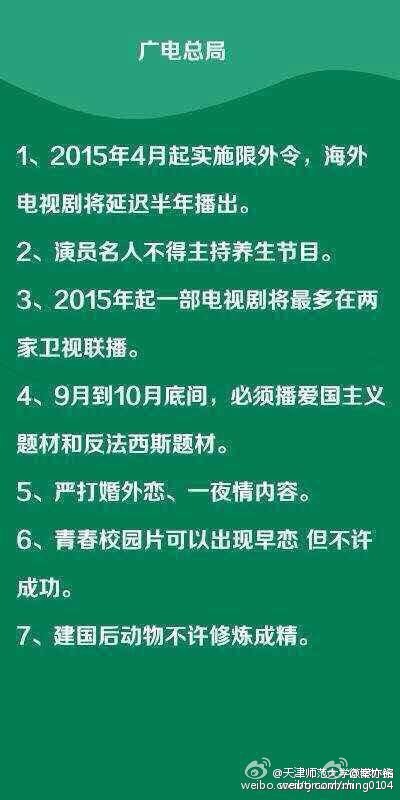 广电总局
1、2015年4月起实施限外令，海外
电视剧将延迟半年播出。
2、演员名人不得主持养生节目。
3、2015年起一部电视剧将最多在两
家卫视联播。
4、9月到10月底间，必须播爱国主义
题材和反法西斯题材。
5、严打婚外恋、一夜情内容。
6、青春校园片可以出现早恋 但不许
成功。
7、建国后动物不许修炼成精。
@天津师范大学